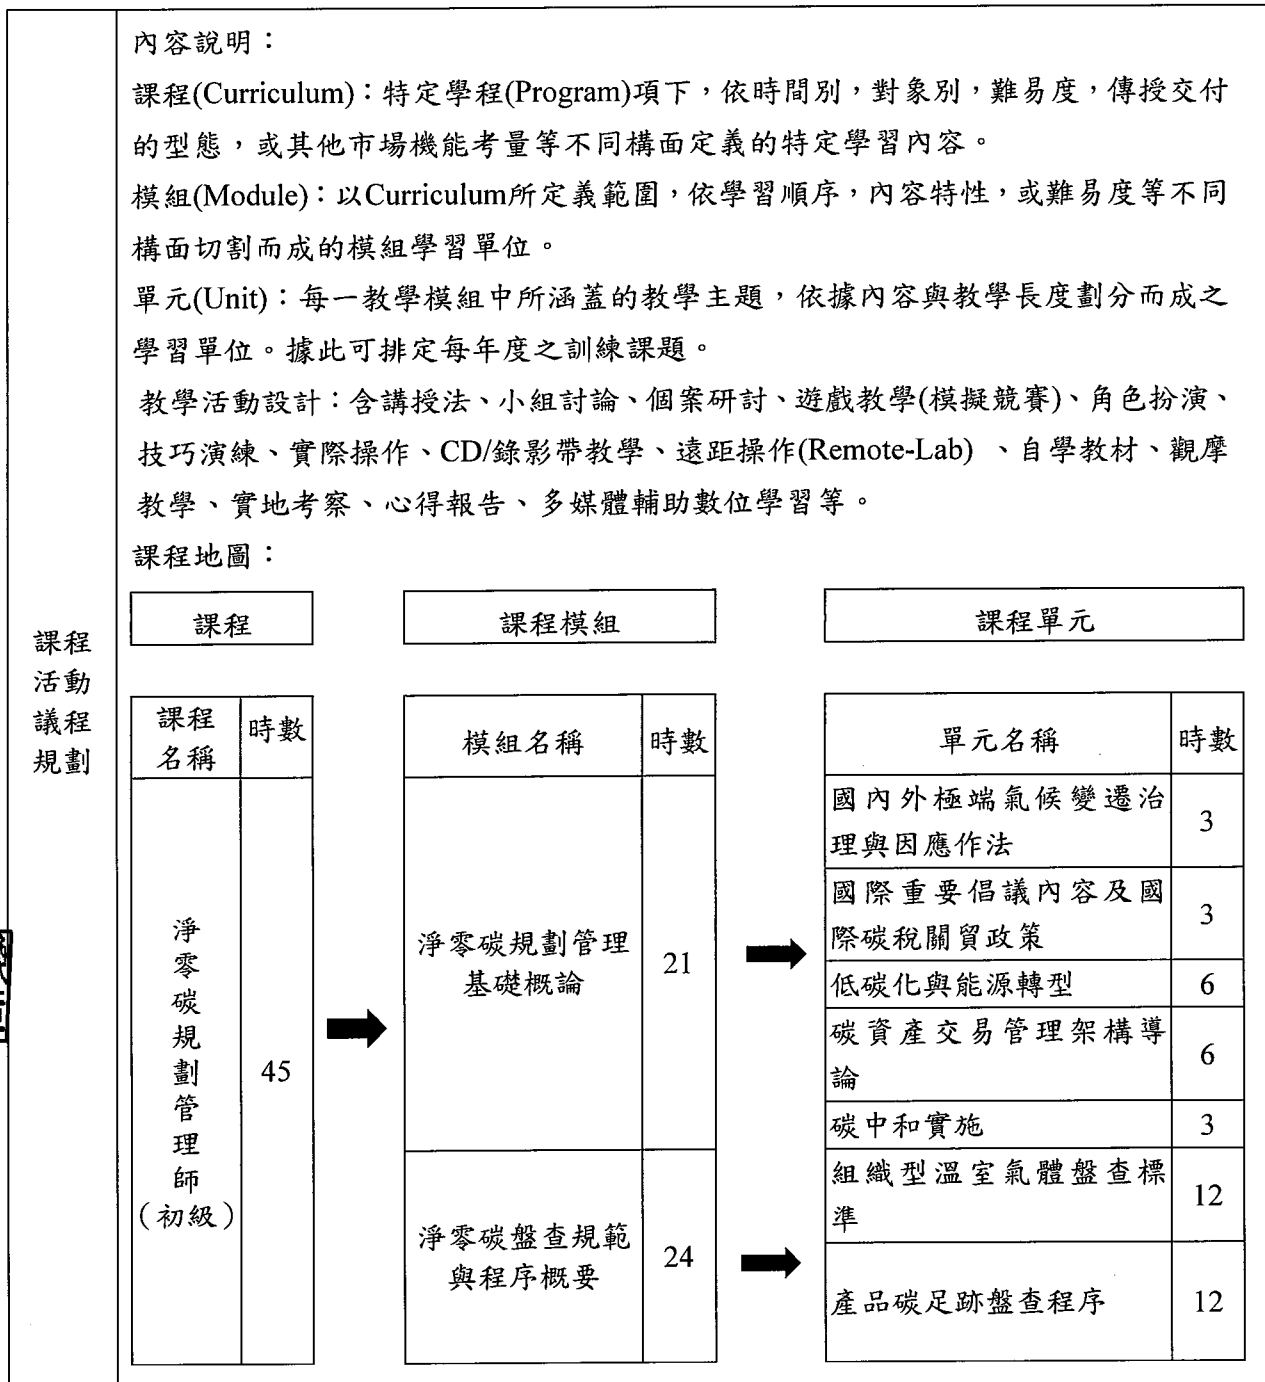 內容說明：
課程(Curriculum)：特定學程(Program)項下，依時間別，對象別，難易度，傳授交付
的型態，或其他市場機能考量等不同構面定義的特定學習內容。
模組(Module)：以Curriculum所定義範圍，依學習順序，內容特性，或難易度等不同
構面切割而成的模組學習單位。
單元(Unit)：每一教學模組中所涵蓋的教學主題，依據內容與教學長度劃分而成之
學習單位。據此可排定每年度之訓練課題。
教學活動設計：含講授法、小組討論、個案研討、遊戲教學(模擬競賽)、角色扮演、
技巧演練、實際操作、CD/錄影帶教學、遠距操作(Remote-Lab) 、自學教材、觀摩
教學、實地考察、心得報告、多媒體輔助數位學習等。
課程地圖：
課程
活動
議程
規劃
課程
課程模組
課程單元
課程
名稱
時數
模組名稱
時數
單元名稱
時數
淨零碳規劃管理師
（初級）
45
淨零碳規劃管理
基礎概論
21
國內外極端氣候變遷治
理與因應作法
3
國際重要倡議內容及國
際碳稅關貿政策
3
低碳化與能源轉型
6
碳資產交易管理架構導
論
6
碳中和實施
3
淨零碳盤查規範
與程序概要
24
組織型溫室氣體盤查標
準
12
產品碳足跡盤查程序
12